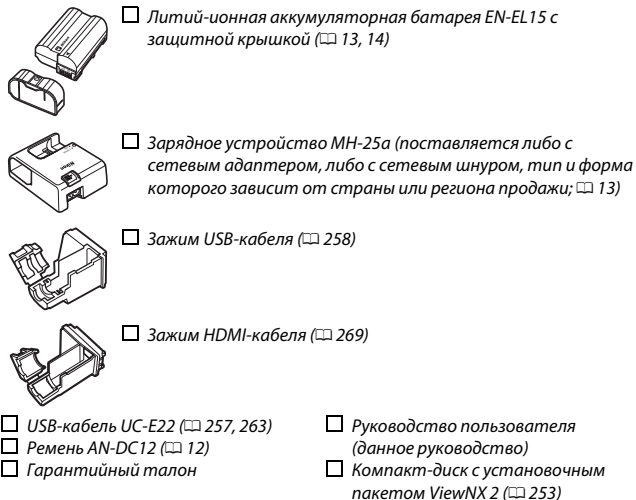 Литий-ионная аккумуляторная батарея EN-EL15 с
защитной крышкой (🕮 13, 14)
Зарядное устройство MH-25a (поставляется либо с
сетевым адаптером, либо с сетевым шнуром, тип и форма
которого зависит от страны или региона продажи; 🕮 13)
Зажим USB-кабеля (🕮 258)
Зажим HDMI-кабеля (🕮 269)
USB-кабель UC-E22 (🕮 257, 263)
Ремень AN-DC12 (🕮 12)
Гарантийный талон
Руководство пользователя
(данное руководство)
Компакт-диск с установочным
пакетом ViewNX 2 (🕮 253)